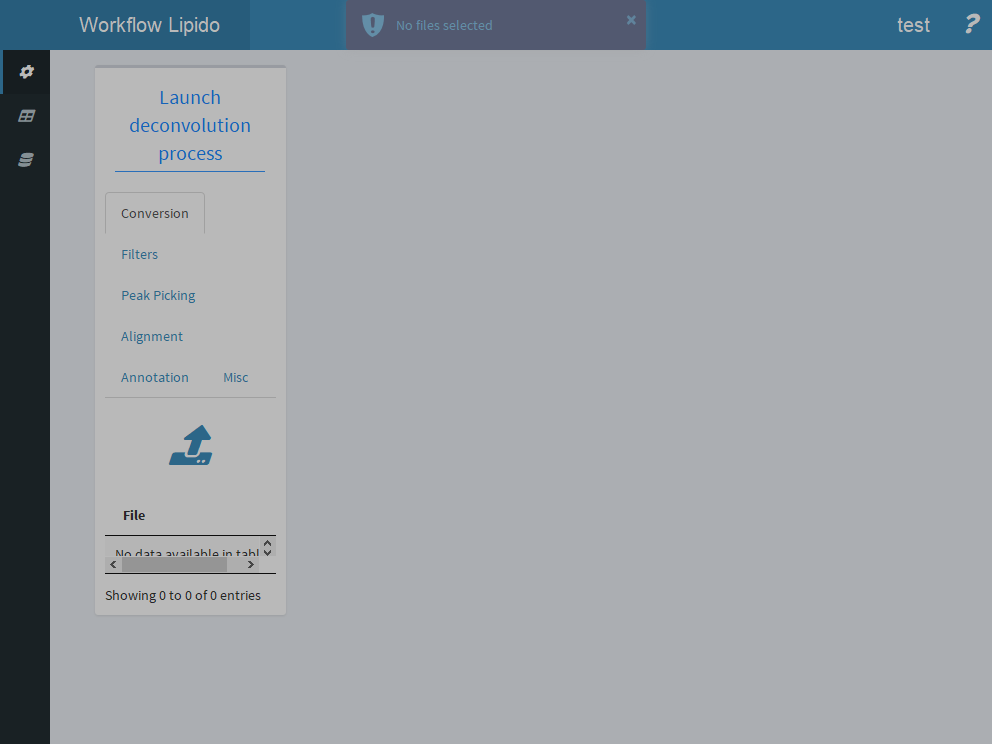 Workflow Lipido
No files selected
×
test
?
Launch
deconvolution
process
Conversion
Filters
Peak Picking
Alignment
Annotation Misc
File
No data available in tabl
Showing 0 to 0 of 0 entries